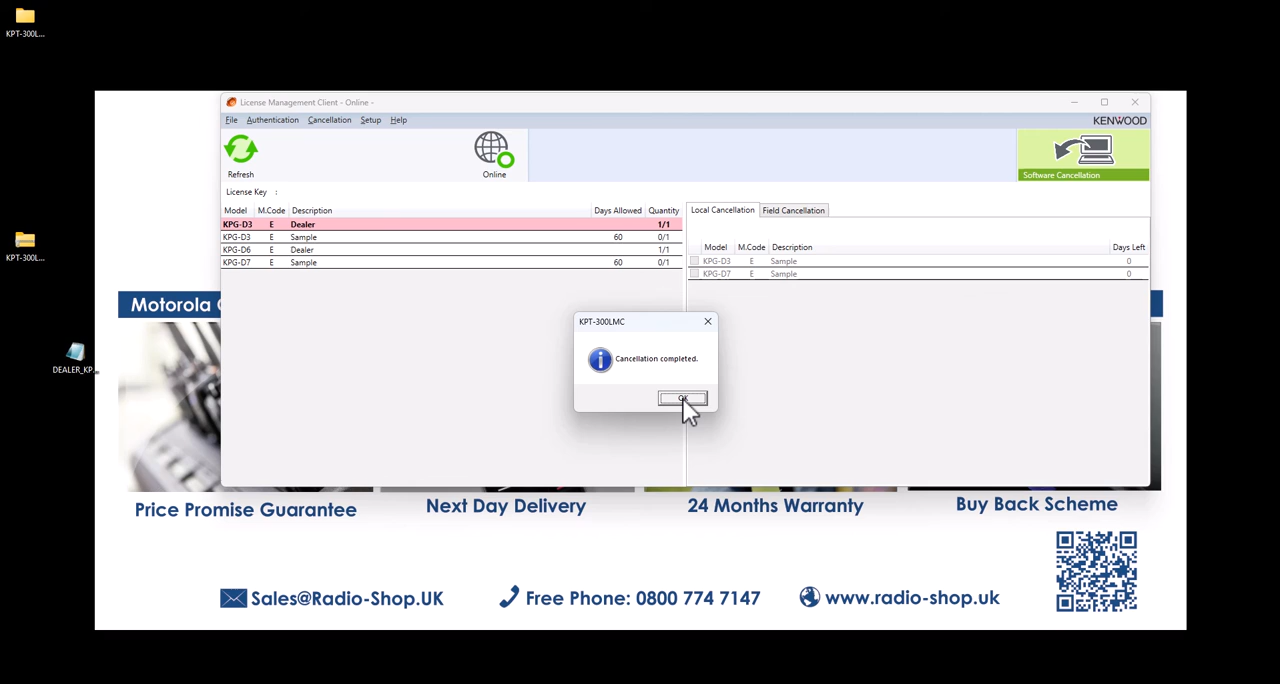 KPT-300L...
KPT-300L...
DEALER_KP...
License Management Client - Online -
File Authentication Cancellation Setup Help
KENWOOD
Refresh
Online
Software Cancellation
License Key :
Model M.Code Description Days Allowed Quantity
KPG-D3 E Dealer 1/1
KPG-D3 E Sample 60 0/1
KPG-D6 E Dealer 1/1
KPG-D7 E Sample 60 0/1
Local Cancellation Field Cancellation
Model M.Code Description Days Left
KPG-D3 E Sample 0
KPG-D7 E Sample 0
KPT-300LMC
Cancellation completed.
OK
Motorola
Price Promise Guarantee
Next Day Delivery
24 Months Warranty
Buy Back Scheme
Sales@Radio-Shop.UK
Free Phone: 0800 774 7147
www.radio-shop.uk